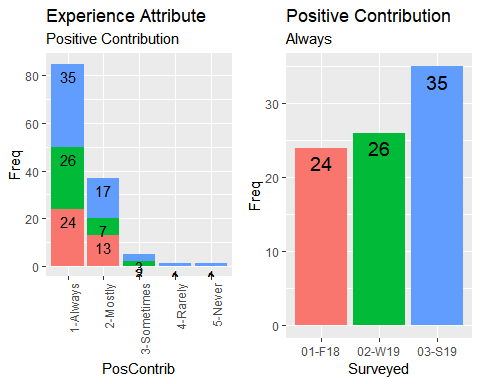 Experience Attribute
Positive Contribution
Freq
80
60
40
20
0
35
26
24
17
7
13
3
1-Always
2-Mostly
3-Sometimes
4-Rarely
5-Never
PosContrib
Positive Contribution
Always
Freq
30
20
10
0
24
26
35
01-F18
02-W19
03-S19
Surveyed